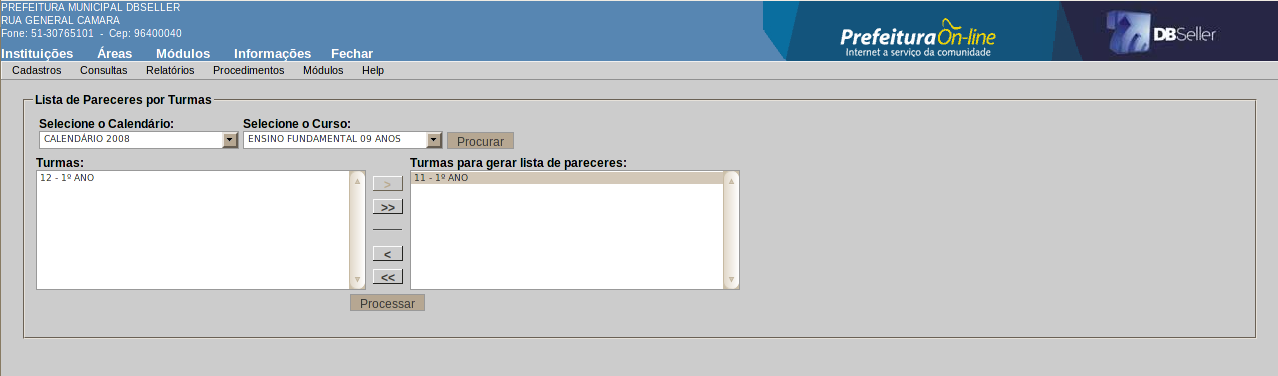 PREFEITURA MUNICIPAL DBSELLER
RUA GENERAL CAMARA
Fone: 51-30765101 - Cep: 96400040
Prefeitura On-line
Internet a serviço da comunidade
DBSeller
Instituições Áreas Módulos Informações Fechar
Cadastros Consultas Relatórios Procedimentos Módulos Help
Lista de Pareceres por Turmas
Selecione o Calendário: Selecione o Curso:
CALENDÁRIO 2008 ENSINO FUNDAMENTAL 09 ANOS Procurar
Turmas: Turmas para gerar lista de pareceres:
12 - 1º ANO > 11 - 1º ANO
>>
<
<<
Processar